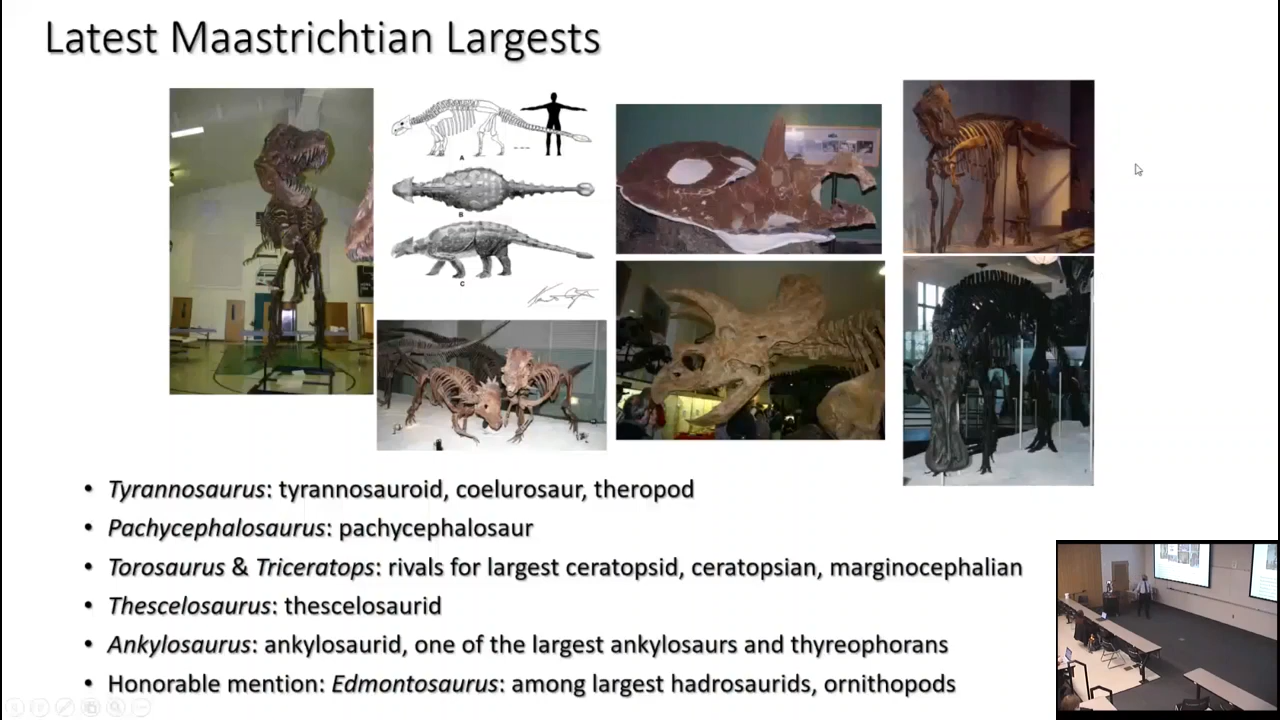 Latest Maastrichtian Largests
A
B
C
• Tyrannosaurus: tyrannosauroid, coelurosaur, theropod
• Pachycephalosaurus: pachycephalosaur
• Torosaurus & Triceratops: rivals for largest ceratopsid, ceratopsian, marginocephalian
• Thescelosaurus: thescelosaurid
• Ankylosaurus: ankylosaurid, one of the largest ankylosaurs and thyreophorans
• Honorable mention: Edmontosaurus: among largest hadrosaurids, ornithopods